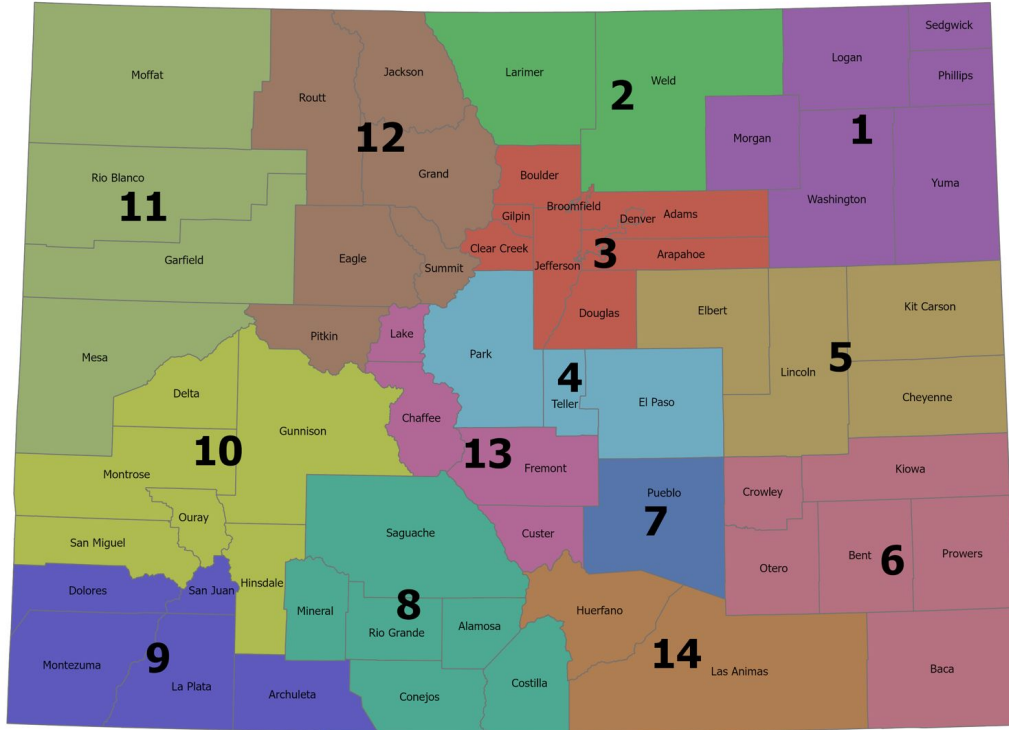 Sedgwick
Moffat
Jackson
Larimer
Weld
Logan
Phillips
Routt
2
12
Morgan
1
Rio Blanco
Grand
Boulder
Yuma
11
Washington
Broomfield
Gilpin
Denver
Adams
Clear Creek
3
Arapahoe
Garfield
Eagle
Summit
Jefferson
Douglas
Elbert
Kit Carson
Pitkin
Lake
Mesa
Park
5
Lincoln
4
Teller
Delta
El Paso
Cheyenne
Chaffee
Gunnison
10
13
Fremont
Kiowa
Montrose
Pueblo
Crowley
Ouray
7
San Miguel
Saguache
Custer
Otero
Bent
6
Prowers
Dolores
San Juan
Hinsdale
Mineral
8
Huerfano
Rio Grande
Alamosa
Montezuma
9
La Plata
Archuleta
Conejos
Costilla
14
Las Animas
Baca